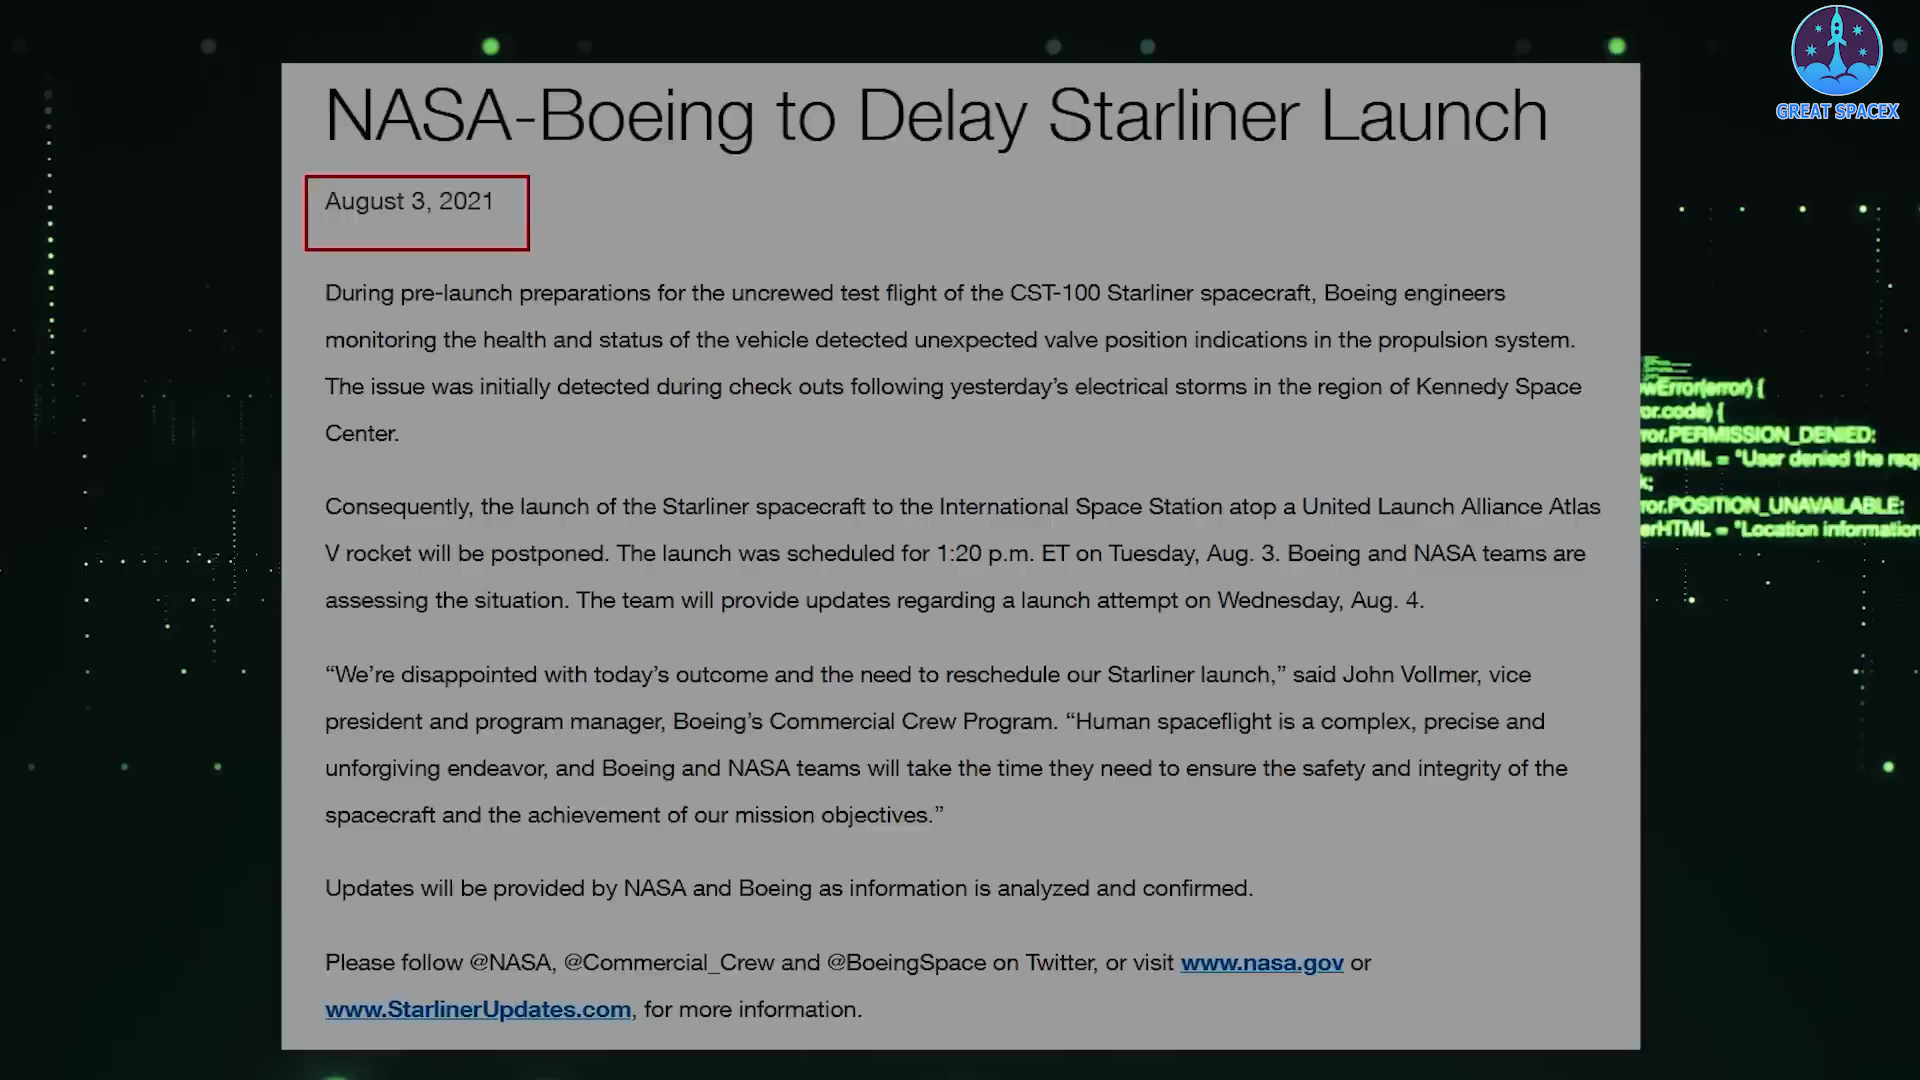 GREAT SPACEX
NASA-Boeing to Delay Starliner Launch
August 3, 2021
During pre-launch preparations for the uncrewed test flight of the CST-100 Starliner spacecraft, Boeing engineers
monitoring the health and status of the vehicle detected unexpected valve position indications in the propulsion system.
The issue was initially detected during check outs following yesterday’s electrical storms in the region of Kennedy Space
Center.
Consequently, the launch of the Starliner spacecraft to the International Space Station atop a United Launch Alliance Atlas
V rocket will be postponed. The launch was scheduled for 1:20 p.m. ET on Tuesday, Aug. 3. Boeing and NASA teams are
assessing the situation. The team will provide updates regarding a launch attempt on Wednesday, Aug. 4.
“We’re disappointed with today’s outcome and the need to reschedule our Starliner launch,” said John Vollmer, vice
president and program manager, Boeing’s Commercial Crew Program. “Human spaceflight is a complex, precise and
unforgiving endeavor, and Boeing and NASA teams will take the time they need to ensure the safety and integrity of the
spacecraft and the achievement of our mission objectives.”
Updates will be provided by NASA and Boeing as information is analyzed and confirmed.
Please follow @NASA, @Commercial_Crew and @BoeingSpace on Twitter, or visit www.nasa.gov or
www.StarlinerUpdates.com, for more information.
wError(error) {
or.code) {
ror.PERMISSION_DENIED:
erHTML = "User denied the req
k;
ror.POSITION_UNAVAILABLE:
erHTML = "Location information